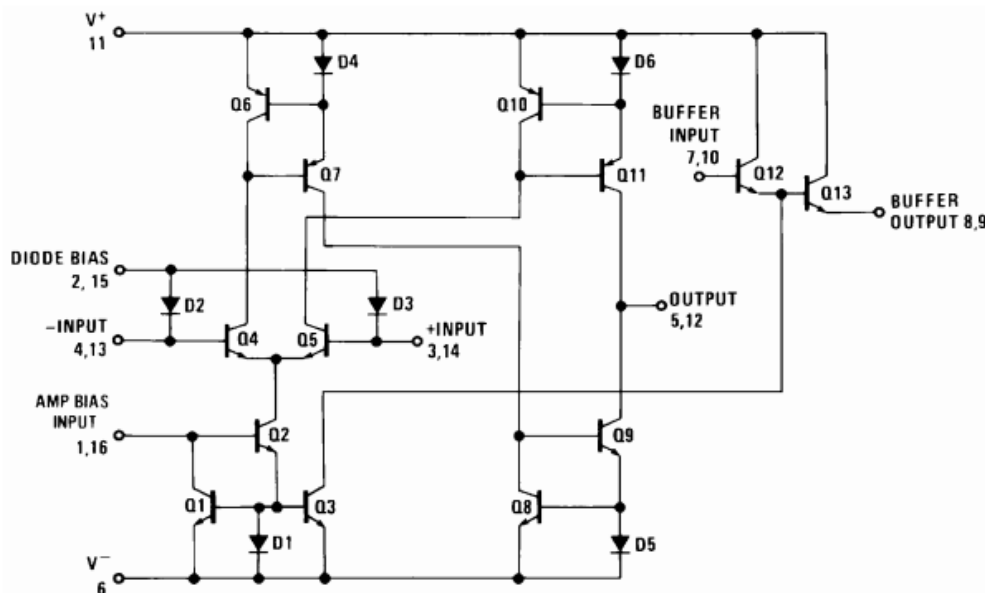 V+
11
D4
D6
Q6
Q10
BUFFER
INPUT
7,10
Q7
Q11
Q12
Q13
BUFFER
OUTPUT 8,9
DIODE BIAS
2, 15
D2
D3
OUTPUT
5,12
-INPUT
4,13
Q4
Q5
+INPUT
3,14
AMP BIAS
INPUT
1,16
Q2
Q9
Q1
Q3
Q8
D1
D5
V−
6